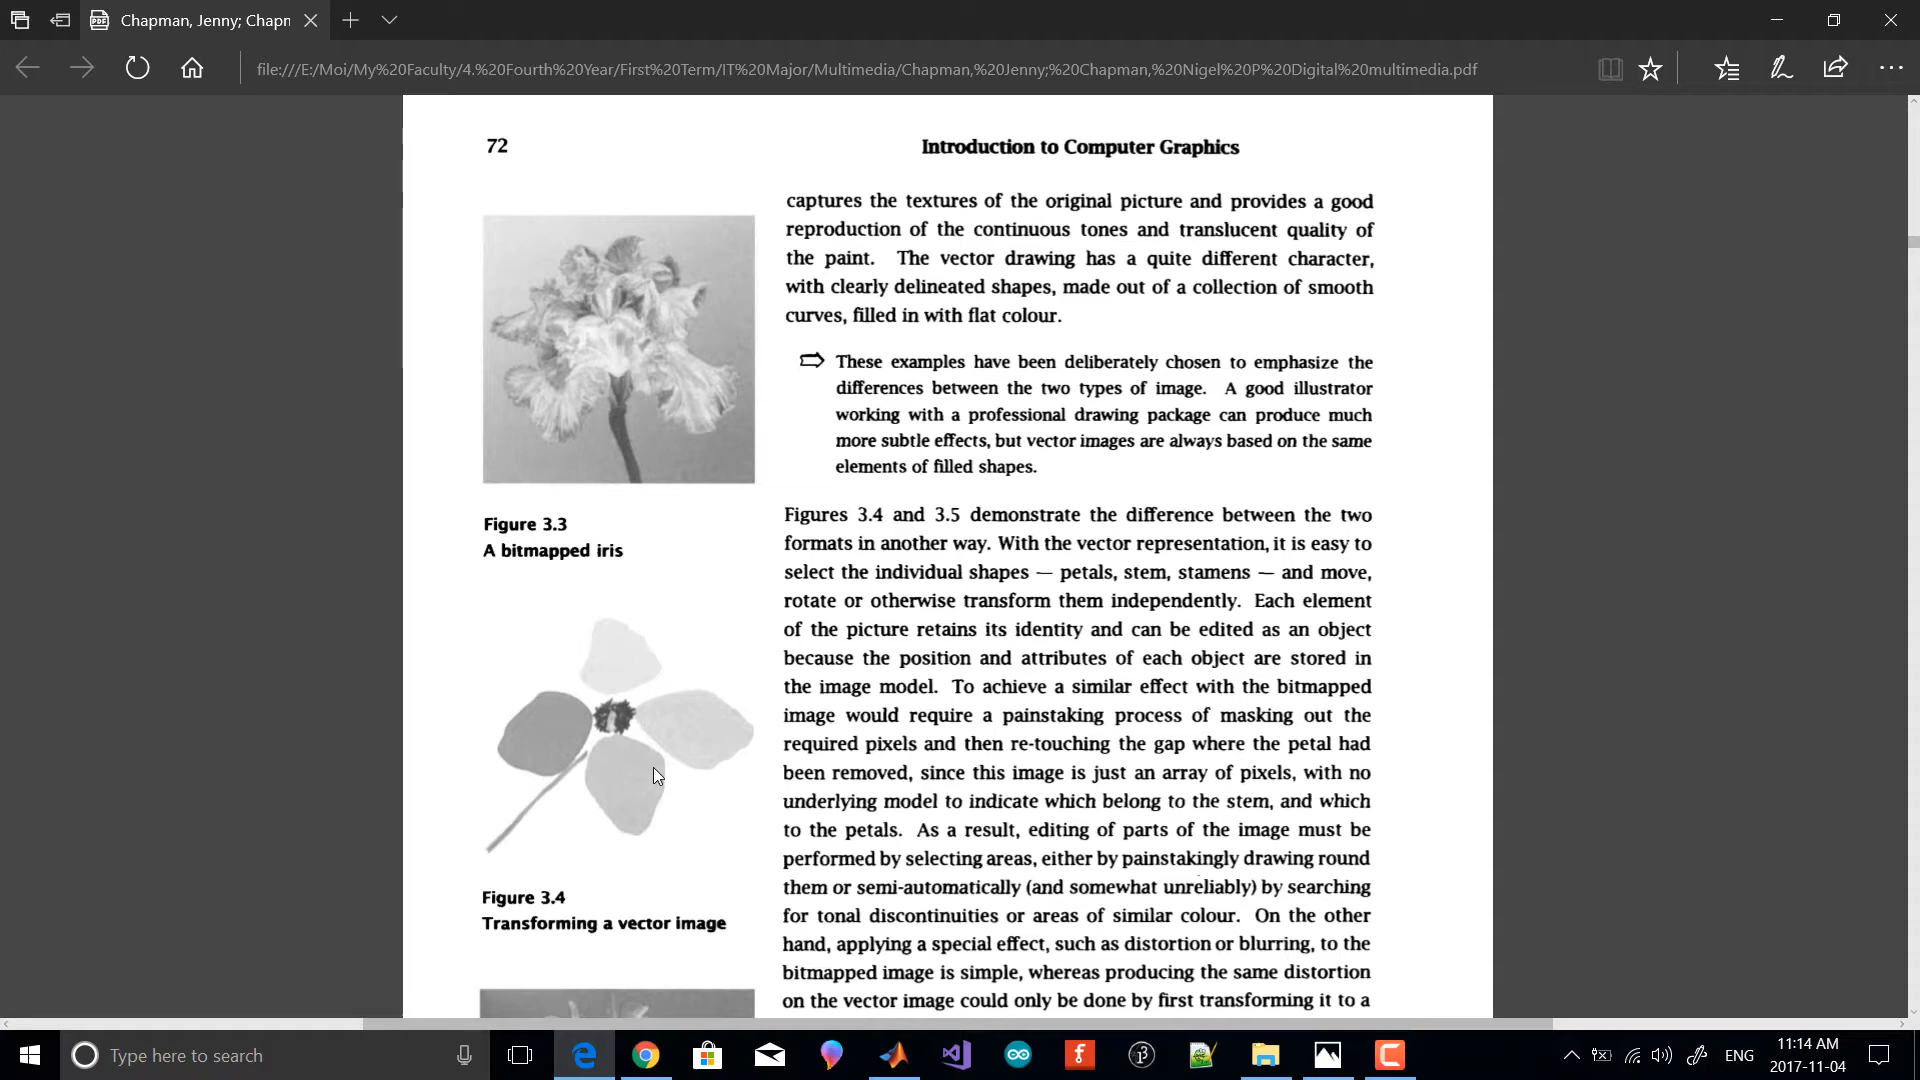 Chapman, Jenny; Chapn
file:///E:/Moi/My%20Faculty/4.%20Fourth%20Year/First%20Term/IT%20Major/Multimedia/Chapman,%20Jenny;%20Chapman,%20Nigel%20P%20Digital%20multimedia.pdf
72
Introduction to Computer Graphics
captures the textures of the original picture and provides a good
reproduction of the continuous tones and translucent quality of
the paint. The vector drawing has a quite different character,
with clearly delineated shapes, made out of a collection of smooth
curves, filled in with flat colour.
These examples have been deliberately chosen to emphasize the
differences between the two types of image. A good illustrator
working with a professional drawing package can produce much
more subtle effects, but vector images are always based on the same
elements of filled shapes.
Figure 3.3
A bitmapped iris
Figures 3.4 and 3.5 demonstrate the difference between the two
formats in another way. With the vector representation, it is easy to
select the individual shapes — petals, stem, stamens — and move,
rotate or otherwise transform them independently. Each element
of the picture retains its identity and can be edited as an object
because the position and attributes of each object are stored in
the image model. To achieve a similar effect with the bitmapped
image would require a painstaking process of masking out the
required pixels and then re-touching the gap where the petal had
been removed, since this image is just an array of pixels, with no
underlying model to indicate which belong to the stem, and which
to the petals. As a result, editing of parts of the image must be
performed by selecting areas, either by painstakingly drawing round
them or semi-automatically (and somewhat unreliably) by searching
for tonal discontinuities or areas of similar colour. On the other
hand, applying a special effect, such as distortion or blurring, to the
bitmapped image is simple, whereas producing the same distortion
on the vector image could only be done by first transforming it to a
Figure 3.4
Transforming a vector image
Type here to search
ENG
11:14 AM
2017-11-04